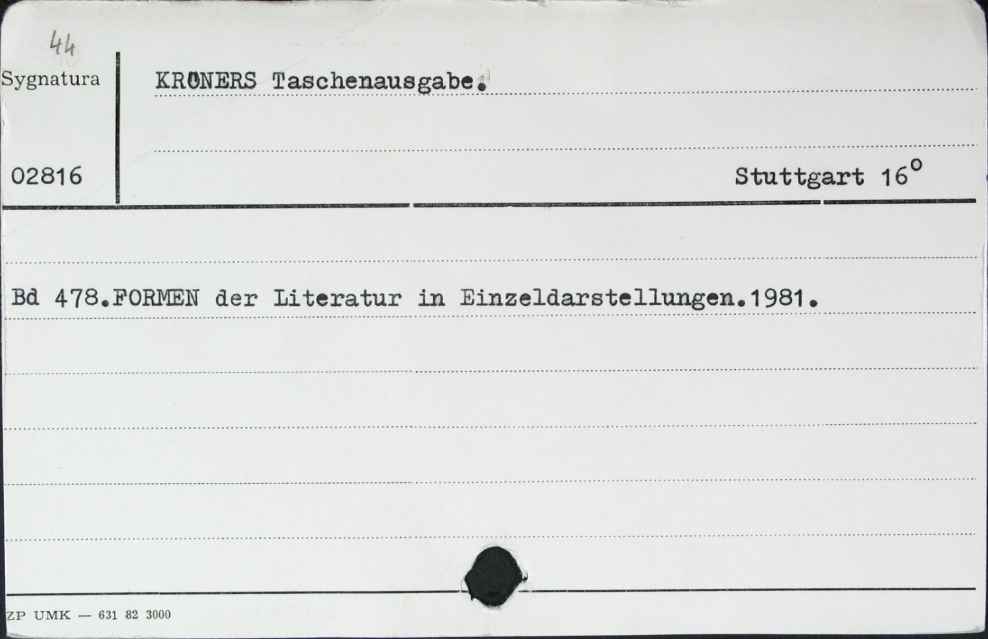 44
Sygnatura
KRÖNERS Taschenausgabe.
02816
Stuttgart 16°
Bd 478.FORMEN der Literatur in Einzeldarstellungen.1981.
ZP UMK — 631 82 3000